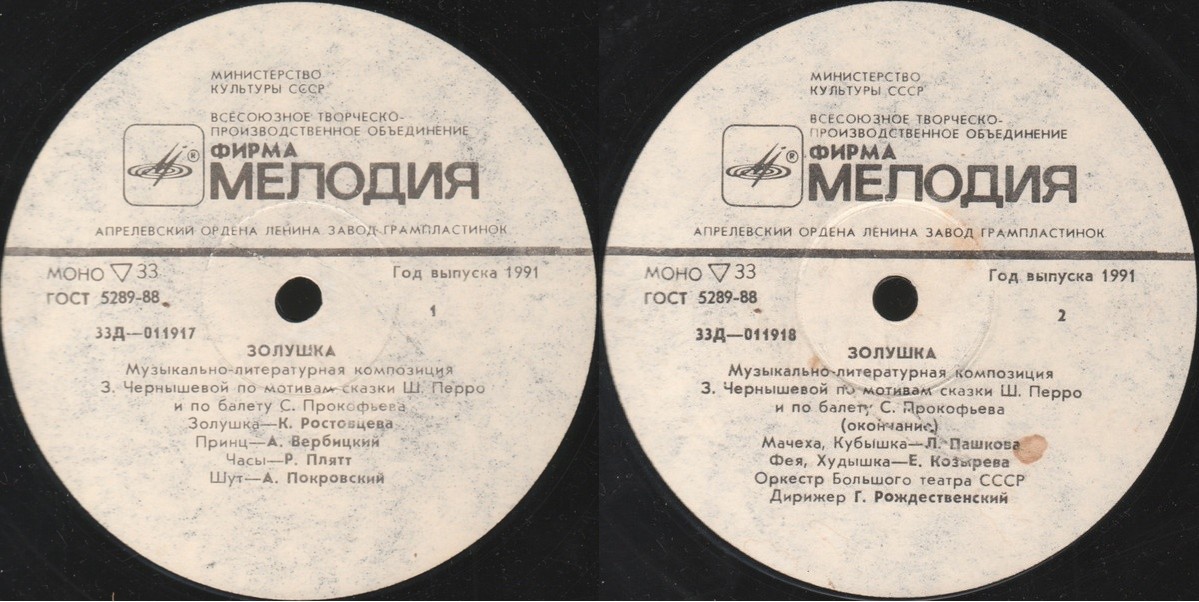 МИНИСТЕРСТВО
КУЛЬТУРЫ СССР
ВСЕСОЮЗНОЕ ТВОРЧЕСКО-
ПРОИЗВОДСТВЕННОЕ ОБЪЕДИНЕНИЕ
®
ФИРМА
МЕЛОДИЯ
АПРЕЛЕВСКИЙ ОРДЕНА ЛЕНИНА ЗАВОД ГРАМПЛАСТИНОК
МОНО ▽ 33
Год выпуска 1991
ГОСТ 5289-88
1
33Д—011917
ЗОЛУШКА
Музыкально-литературная композиция
З. Чернышевой по мотивам сказки Ш. Перро
и по балету С. Прокофьева
Золушка—К. Ростовцева
Принц—А. Вербицкий
Часы—Р. Плятт
Шут—А. Покровский
МИНИСТЕРСТВО
КУЛЬТУРЫ СССР
ВСЕСОЮЗНОЕ ТВОРЧЕСКО-
ПРОИЗВОДСТВЕННОЕ ОБЪЕДИНЕНИЕ
®
ФИРМА
МЕЛОДИЯ
АПРЕЛЕВСКИЙ ОРДЕНА ЛЕНИНА ЗАВОД ГРАМПЛАСТИНОК
МОНО ▽ 33
Год выпуска 1991
ГОСТ 5289-88
2
33Д—011918
ЗОЛУШКА
Музыкально-литературная композиция
З. Чернышевой по мотивам сказки Ш. Перро
и по балету С. Прокофьева
(окончание)
Мачеха, Кубышка—Л. Пашкова
Фея, Худышка—Е. Козырева
Оркестр Большого театра СССР
Дирижер Г. Рождественский